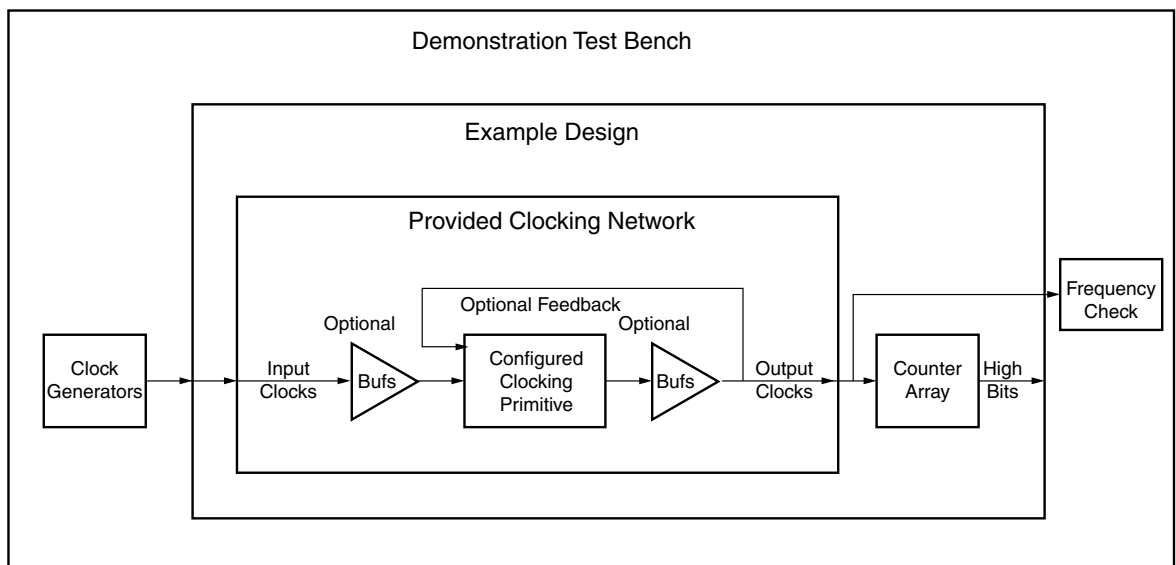 Demonstration Test Bench
Example Design
Provided Clocking Network
Optional Feedback
Optional
Optional
Frequency
Check
Clock
Generators
Input
Clocks
Bufs
Configured
Clocking
Primitive
Bufs
Output
Clocks
Counter
Array
High
Bits